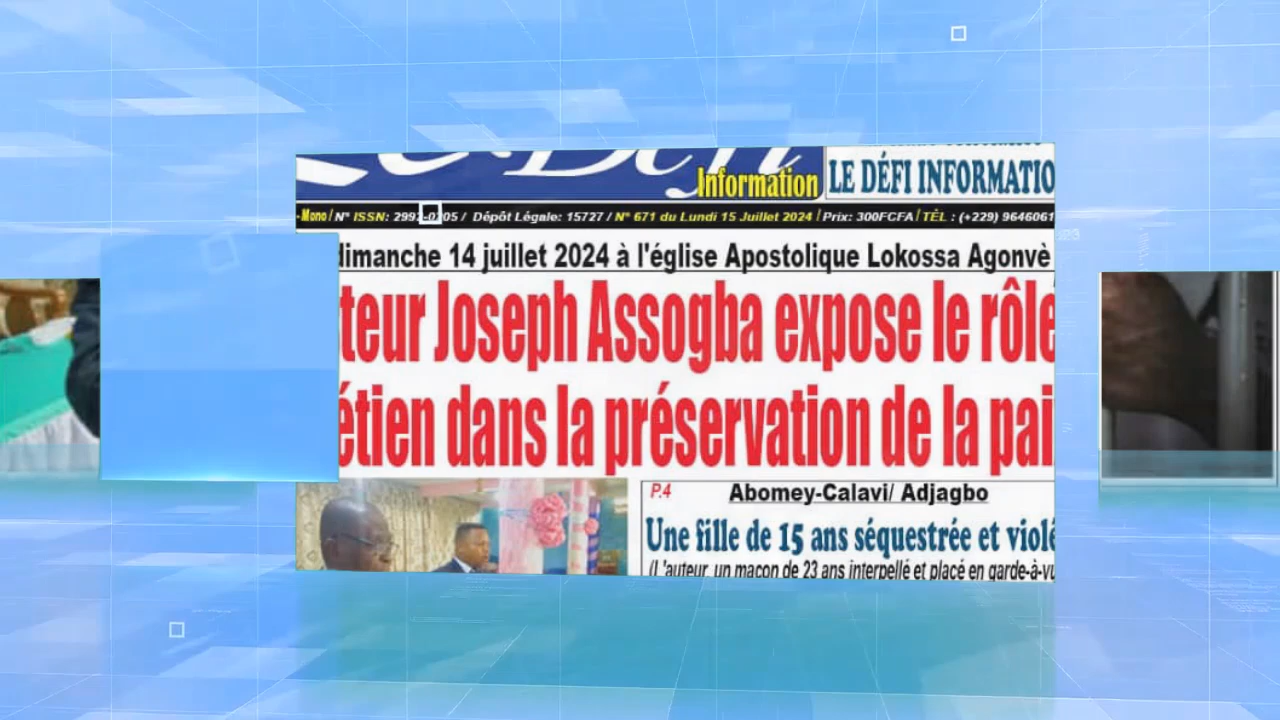 Le Défi
Information
LE DÉFI INFORMATIO
-Mono / N° ISSN: 2992-0205 / Dépôt Légale: 15727 / N° 671 du Lundi 15 Juillet 2024 / Prix: 300FCFA / TÉL : (+229) 9646061
dimanche 14 juillet 2024 à l'église Apostolique Lokossa Agonvè
teur Joseph Assogba expose le rôle
étien dans la préservation de la pai
P.4 Abomey-Calavi/ Adjagbo
Une fille de 15 ans séquestrée et violé
(L'auteur, un maçon de 23 ans interpellé et placé en garde-à-vu